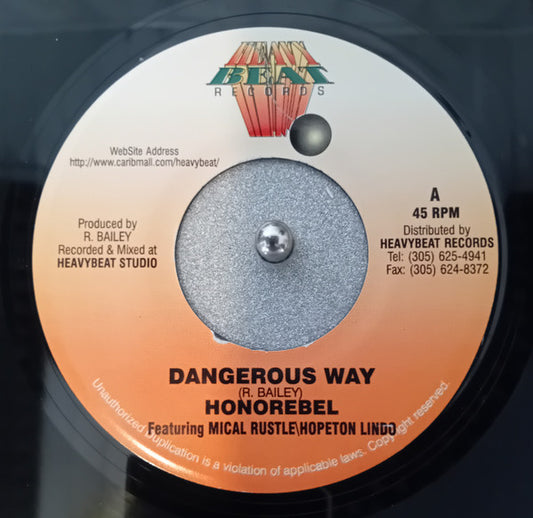 HEAVY
BEAT
RECORDS
WebSite Address
http://www.caribmall.com/heavybeat/
A
45 RPM
Produced by
R. BAILEY
Recorded & Mixed at
HEAVYBEAT STUDIO
Distributed by
HEAVYBEAT RECORDS
Tel: (305) 625-4941
Fax: (305) 624-8372
DANGEROUS WAY
(R. BAILEY)
HONOREBEL
Featuring MICAL RUSTLE\HOPETON LINDO
Unauthorized duplication is a violation of applicable laws. Copyright reserved.